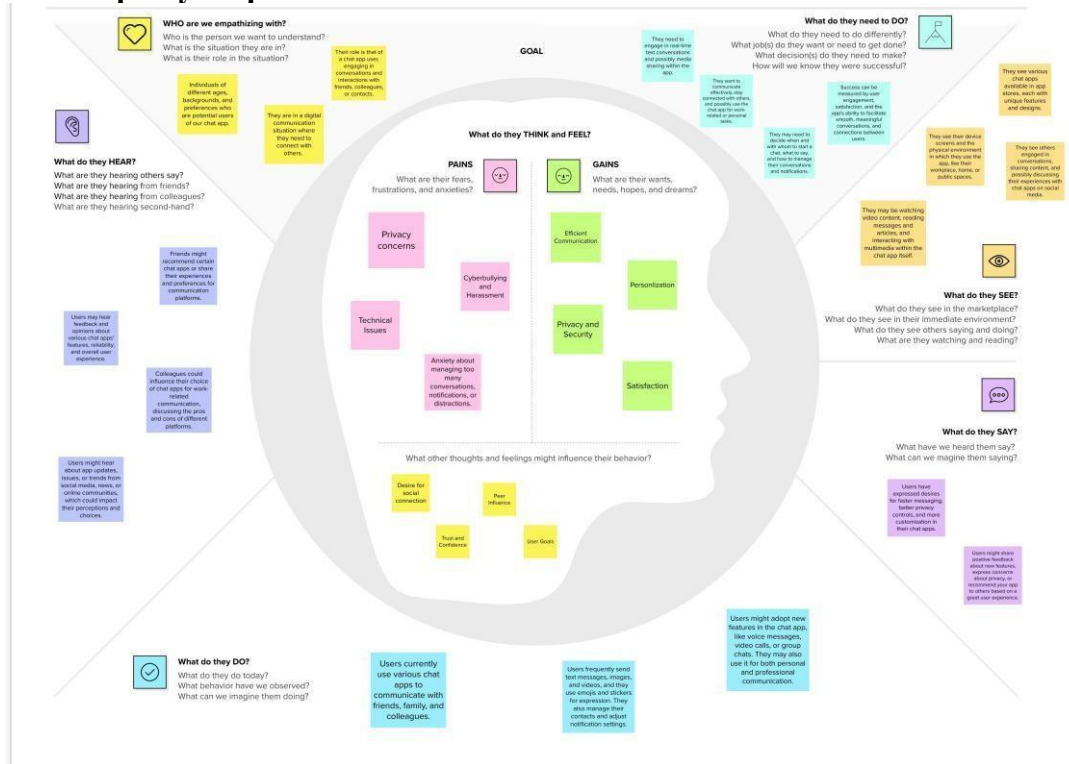 WHO are we empathizing with?
Who is the person we want to understand?
What is the situation they are in?
What is their role in the situation?
Individuals of
different ages,
backgrounds, and
preferences who
are potential users
of our chat app.
They are in a digital
communication
situation where
they need to
connect with
others.
Their role is that of
a chat app user,
engaging in
conversations and
interactions with
friends, colleagues,
or contacts.
GOAL
What do they need to DO?
What do they need to do differently?
What job(s) do they want or need to get done?
What decision(s) do they need to make?
How will we know they were successful?
They need to
engage in real-time
text conversations
and possibly media
sharing within the
app.
They want to
communicate
effectively, stay
connected with others,
and possibly use the
chat app for work-
related or personal
tasks.
They may need to
decide when and
with whom to start a
chat, what to say,
and how to manage
their conversations
and notifications.
Success can be
measured by user
engagement,
satisfaction, and the
app's ability to facilitate
smooth, meaningful
conversations, and
connections between
users.
What do they HEAR?
What are they hearing others say?
What are they hearing from friends?
What are they hearing from colleagues?
What are they hearing second-hand?
Friends might
recommend certain
chat apps or share
their experiences
and preferences for
communication
platforms.
Users may hear
feedback and
opinions about
various chat apps'
features, reliability,
and overall user
experience.
Colleagues could
influence their choice
of chat apps for work-
related
communication,
discussing the pros
and cons of different
platforms.
Users might hear
about app updates,
issues, or trends from
social media, news, or
online communities,
which could impact
their perceptions and
choices.
What do they THINK and FEEL?
PAINS
What are their fears,
frustrations, and anxieties?
Privacy
concerns
Cyberbullying
and
Harassment
Technical
Issues
Anxiety about
managing too
many
conversations,
notifications, or
distractions.
GAINS
What are their wants,
needs, hopes, and dreams?
Efficient
Communication
Personlization
Privacy and
Security
Satisfaction
What other thoughts and feelings might influence their behavior?
Desire for
social
connection
Peer
Influence
Trust and
Confidence
User Goals
They see various
chat apps
available in app
stores, each with
unique features
and designs.
They see their device
screens and the
physical environment
in which they use the
app, like their
workplace, home, or
public spaces.
They see others
engaged in
conversations,
sharing content, and
possibly discussing
their experiences with
chat apps on social
media.
They may be watching
video content, reading
messages and
articles, and
interacting with
multimedia within the
chat app itself.
What do they SEE?
What do they see in the marketplace?
What do they see in their immediate environment?
What do they see others saying and doing?
What are they watching and reading?
What do they SAY?
What have we heard them say?
What can we magine them saying?
Users have
expressed desires
for faster messaging,
better privacy
controls, and more
customization in
their chat apps.
Users might share
positive feedback
about new features,
express concerns
about privacy, or
recommend your app
to others based on a
great user experience.
What do they DO?
What do they do today?
What behavior have we observed?
What can we imagine them doing?
Users currently
use various chat
apps to
communicate with
friends, family, and
colleagues.
Users frequently send
text messages, images,
and videos, and they
use emojis and stickers
for expression. They
also manage their
contacts and adjust
notification settings.
Users might adopt new
features in the chat app,
like voice messages,
video calls, or group
chats. They may also
use it for both personal
and professional
communication.